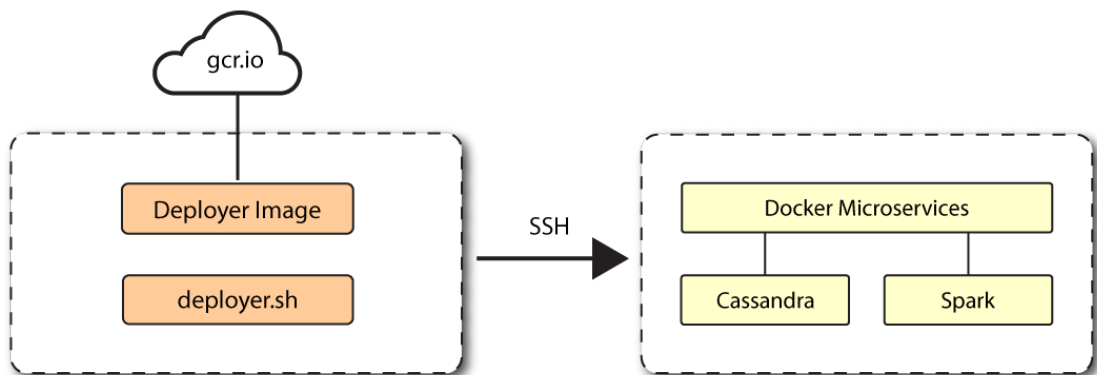 gcr.io
Deployer Image
deployer.sh
SSH
Docker Microservices
Cassandra
Spark